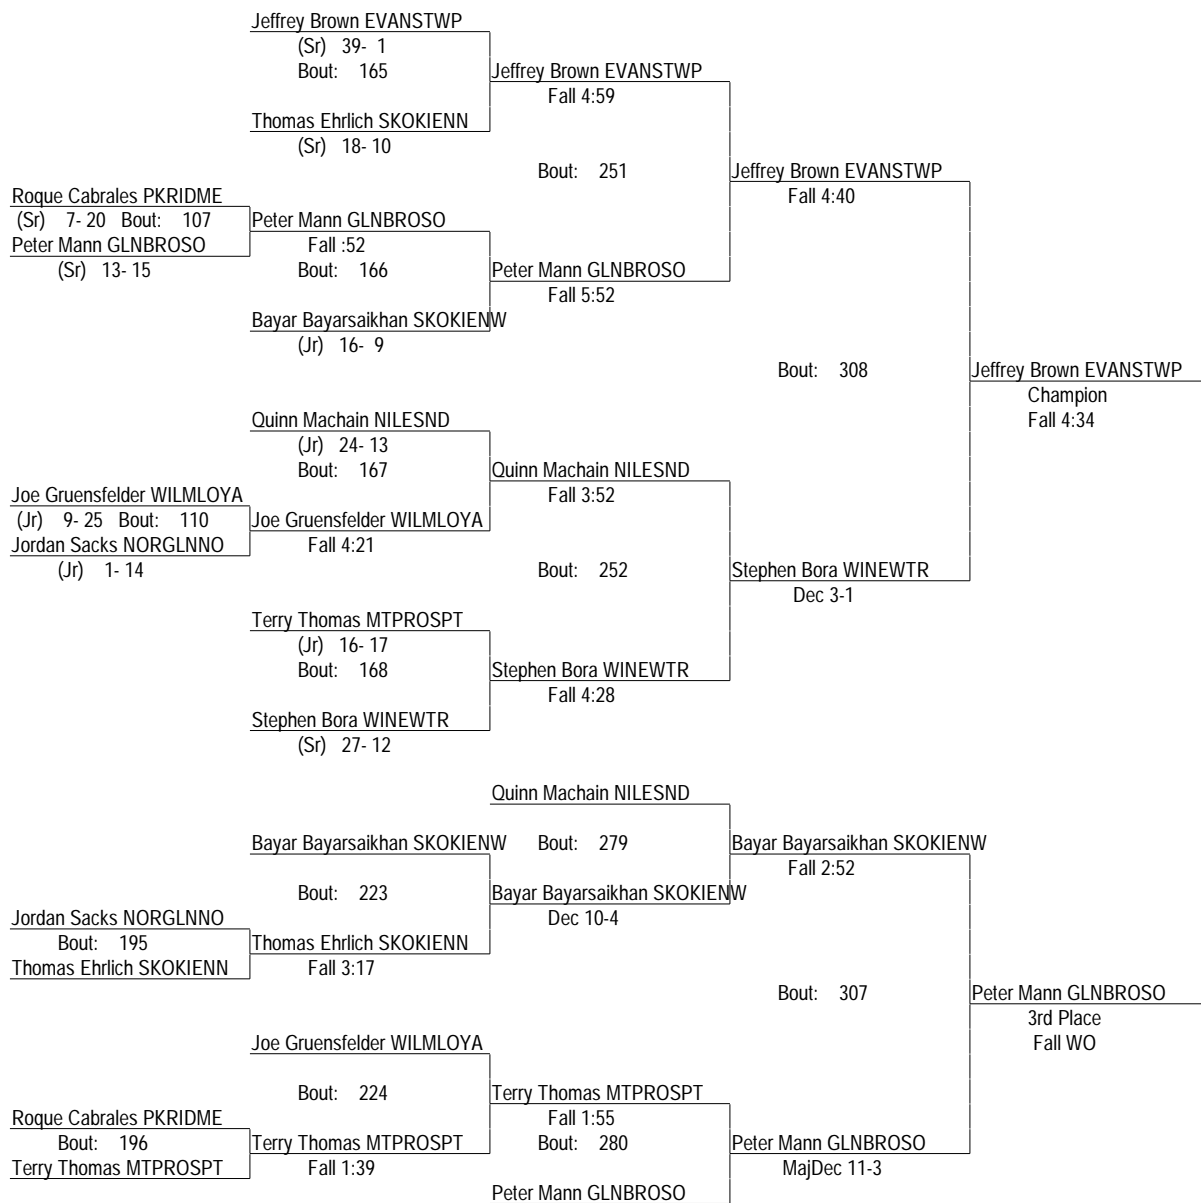 Jeffrey Brown EVANSTWP
(Sr) 39- 1
Bout: 165
Jeffrey Brown EVANSTWP
Fall 4:59
Thomas Ehrlich SKOKIENN
(Sr) 18- 10
Bout: 251
Jeffrey Brown EVANSTWP
Fall 4:40
Roque Cabrales PKRIDME
(Sr) 7- 20 Bout: 107
Peter Mann GLNBROSO
Fall :52
Peter Mann GLNBROSO
(Sr) 13- 15
Bout: 166
Peter Mann GLNBROSO
Fall 5:52
Bayar Bayarsaikhan SKOKIENW
(Jr) 16- 9
Bout: 308
Jeffrey Brown EVANSTWP
Champion
Fall 4:34
Quinn Machain NILESND
(Jr) 24- 13
Bout: 167
Quinn Machain NILESND
Fall 3:52
Joe Gruensfelder WILMLOYA
(Jr) 9- 25 Bout: 110
Joe Gruensfelder WILMLOYA
Fall 4:21
Jordan Sacks NORGLNNO
(Jr) 1- 14
Bout: 252
Stephen Bora WINEWTR
Dec 3-1
Terry Thomas MTPROSPT
(Jr) 16- 17
Bout: 168
Stephen Bora WINEWTR
Fall 4:28
Stephen Bora WINEWTR
(Sr) 27- 12
Quinn Machain NILESND
Bayar Bayarsaikhan SKOKIENW
Bout: 279
Bayar Bayarsaikhan SKOKIENW
Fall 2:52
Bout: 223
Bayar Bayarsaikhan SKOKIENW
Dec 10-4
Jordan Sacks NORGLNNO
Bout: 195
Thomas Ehrlich SKOKIENN
Fall 3:17
Thomas Ehrlich SKOKIENN
Bout: 307
Peter Mann GLNBROSO
3rd Place
Fall WO
Joe Gruensfelder WILMLOYA
Bout: 224
Terry Thomas MTPROSPT
Fall 1:55
Roque Cabrales PKRIDME
Bout: 196
Terry Thomas MTPROSPT
Fall 1:39
Bout: 280
Peter Mann GLNBROSO
MajDec 11-3
Terry Thomas MTPROSPT
Peter Mann GLNBROSO